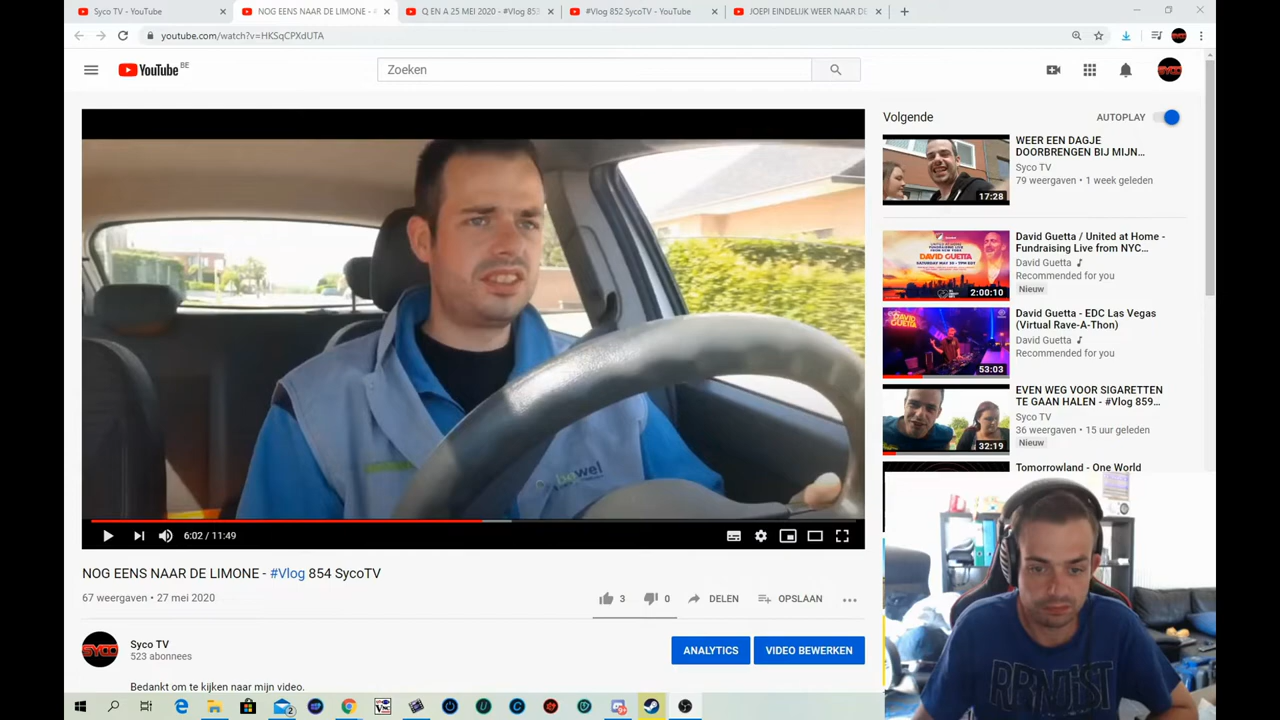 Syco TV - YouTube
NOG EENS NAAR DE LIMONE - #
Q EN A 25 MEI 2020 - #Vlog 853
#Vlog 852 SycoTV - YouTube
JOEPI EINDELIJK WEER NAAR DE
youtube.com/watch?v=HKSqCPXdUTA
YouTube BE
Zoeken
Volgende
AUTOPLAY
WEER EEN DAGJE
DOORBRENGEN BIJ MIJN...
Syco TV
79 weergaven • 1 week geleden
17:28
David Guetta / United at Home -
Fundraising Live from NYC...
David Guetta
Recommended for you
Nieuw
DAVID GUETTA
2:00:10
David Guetta - EDC Las Vegas
(Virtual Rave-A-Thon)
David Guetta
Recommended for you
53:03
EVEN WEG VOOR SIGARETTEN
TE GAAN HALEN - #Vlog 859...
Syco TV
36 weergaven • 15 uur geleden
Nieuw
32:19
Tomorrowland - One World
6:02 / 11:49
NOG EENS NAAR DE LIMONE - #Vlog 854 SycoTV
67 weergaven • 27 mei 2020
3
0
DELEN
OPSLAAN
SYCO
Syco TV
523 abonnees
ANALYTICS
VIDEO BEWERKEN
Bedankt om te kijken naar mijn video.